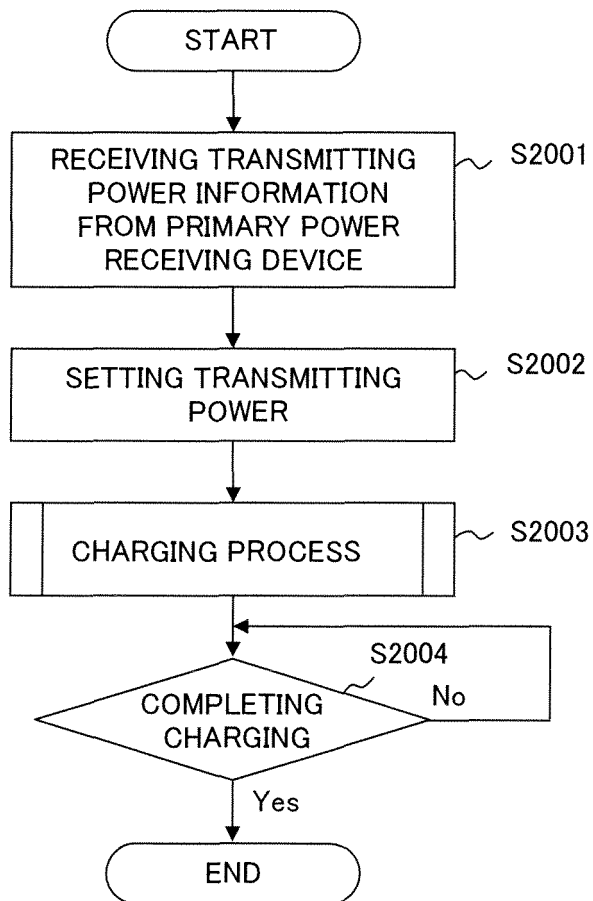 START
RECEIVING TRANSMITTING
POWER INFORMATION
FROM PRIMARY POWER
RECEIVING DEVICE
S2001
SETTING TRANSMITTING
POWER
S2002
CHARGING PROCESS
S2003
S2004
COMPLETING
CHARGING
No
Yes
END